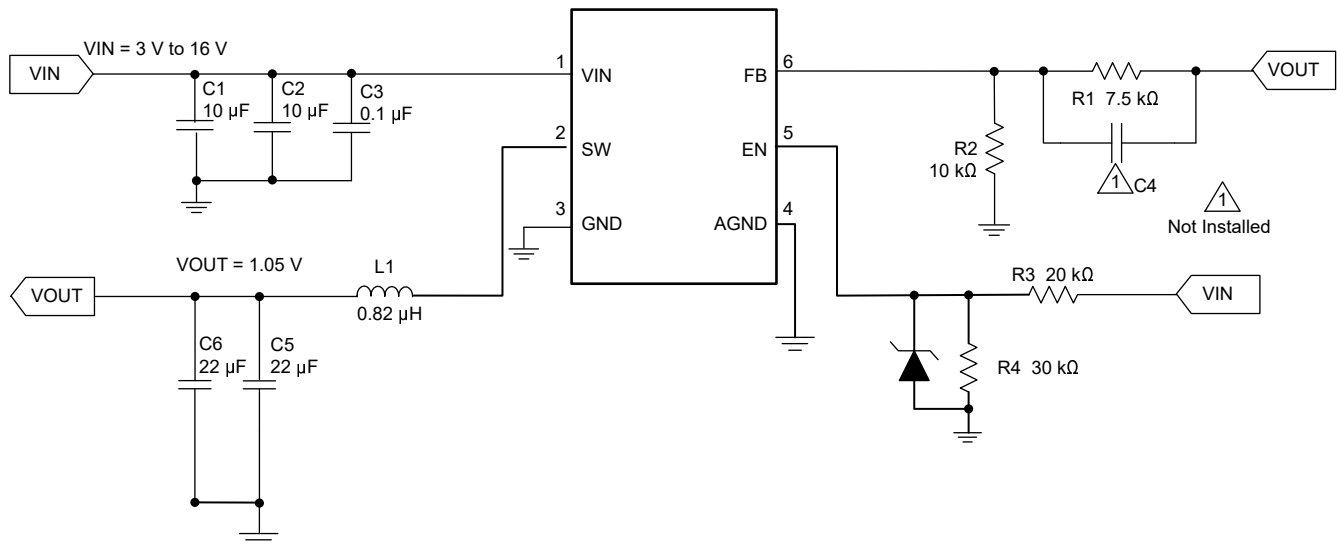 VIN = 3 V to 16 V
VIN
C1
10 µF
C2
10 µF
C3
0.1 µF
1
VIN
2
SW
3
GND
FB
6
EN
5
AGND
4
R2
10 kΩ
R1 7.5 kΩ
VOUT
1
C4
1
Not Installed
VOUT = 1.05 V
VOUT
L1
0.82 µH
C6
22 µF
C5
22 µF
R3 20 kΩ
VIN
R4 30 kΩ